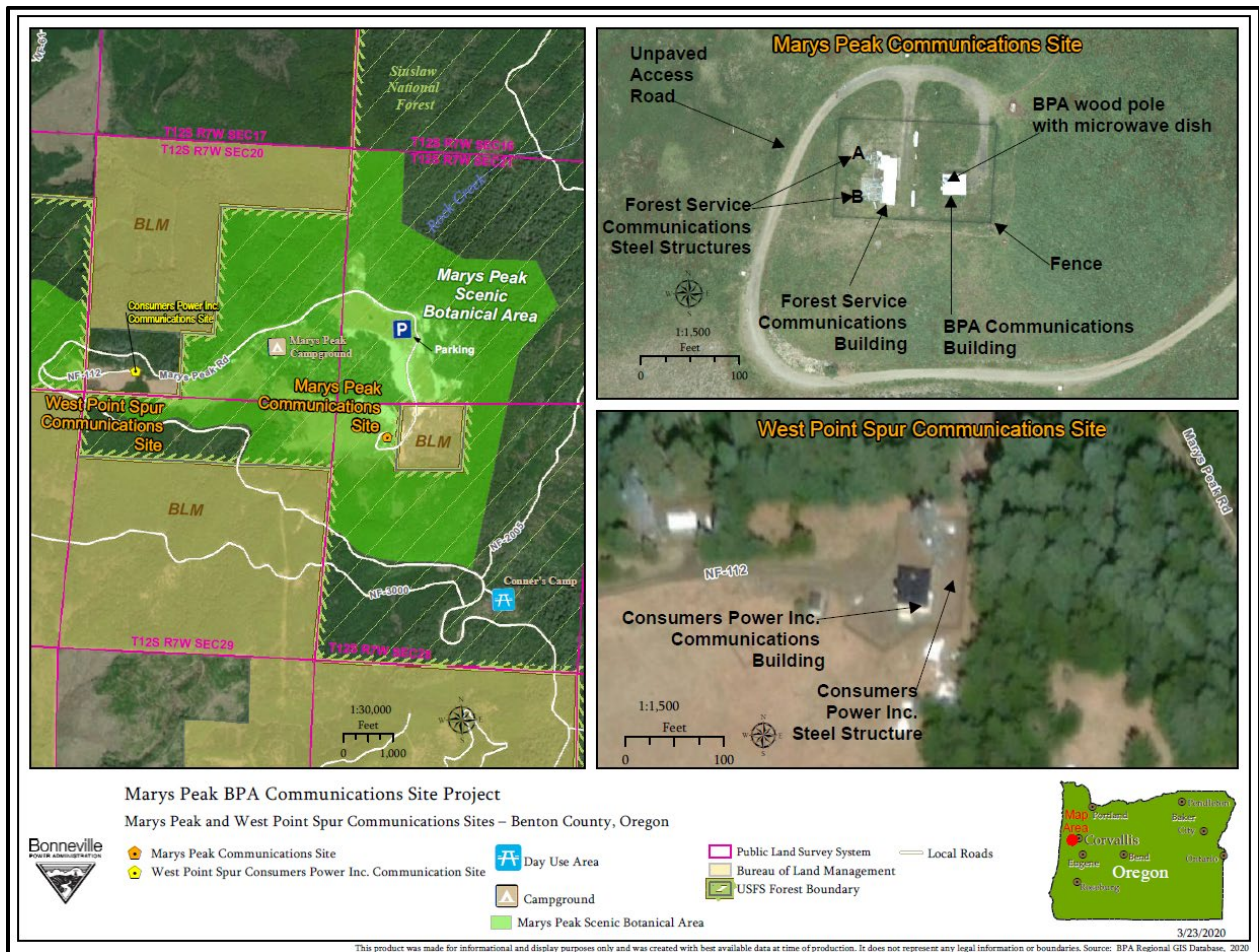 Siuslaw
National
Forest
T12S R7W SEC17
T12S R7W SEC20
Rock Creek
BLM
Marys Peak
Scenic
Botanical Area
Consumers Power Inc.
Communications Site
P
Parking
Marys Peak
Campground
NF-112
Marys Peak Rd
Marys Peak
Communications
Site
West Point Spur
Communications
Site
BLM
BLM
NF-2005
NF-3000
Conner's Camp
T12S R7W SEC29
T12S R7W SEC28
1:30,000
Feet
0 1,000
N
W E
S
Marys Peak Communications Site
Unpaved
Access
Road
BPA wood pole
with microwave dish
A
B
Forest Service
Communications
Steel Structures
Fence
Forest Service
Communications
Building
BPA Communications
Building
N
W E
S
1:1,500
Feet
0 100
West Point Spur Communications Site
Marys Peak Rd
NF-112
Consumers Power Inc.
Communications
Building
Consumers
Power Inc.
Steel Structure
1:1,500
Feet
0 100
N
W E
S
Marys Peak BPA Communications Site Project
Marys Peak and West Point Spur Communications Sites – Benton County, Oregon
Bonneville
POWER ADMINISTRATION
Marys Peak Communications Site
West Point Spur Consumers Power Inc. Communication Site
Day Use Area
Campground
Marys Peak Scenic Botanical Area
Public Land Survey System
Bureau of Land Management
USFS Forest Boundary
Local Roads
Map
Area
Portland
Pendleton
Baker
City
Corvallis
Eugene
Bend
Ontario
Oregon
Roseburg
3/23/2020
This product was made for informational and display purposes only and was created with best available data at time of production. It does not represent any legal information or boundaries. Source: BPA Regional GIS Database, 2020